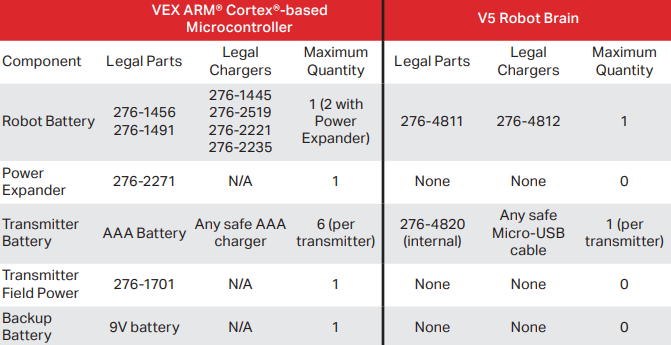 VEX ARM® Cortex®-based
Microcontroller
V5 Robot Brain
Component
Legal Parts
Legal
Chargers
Maximum
Quantity
Legal Parts
Legal
Chargers
Maximum
Quantity
Robot Battery
276-1456
276-1491
276-1445
276-2519
276-2221
276-2235
1 (2 with
Power
Expander)
276-4811
276-4812
1
Power
Expander
276-2271
N/A
1
None
None
0
Transmitter
Battery
AAA Battery
Any safe AAA
charger
6 (per
transmitter)
276-4820
(internal)
Any safe
Micro-USB
cable
1 (per
transmitter)
Transmitter
Field Power
276-1701
N/A
1
None
None
0
Backup
Battery
9V battery
N/A
1
None
None
0